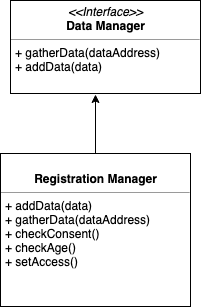 <<Interface>>
Data Manager
+ gatherData(dataAddress)
+ addData(data)
Registration Manager
+ addData(data)
+ gatherData(dataAddress)
+ checkConsent()
+ checkAge()
+ setAccess()